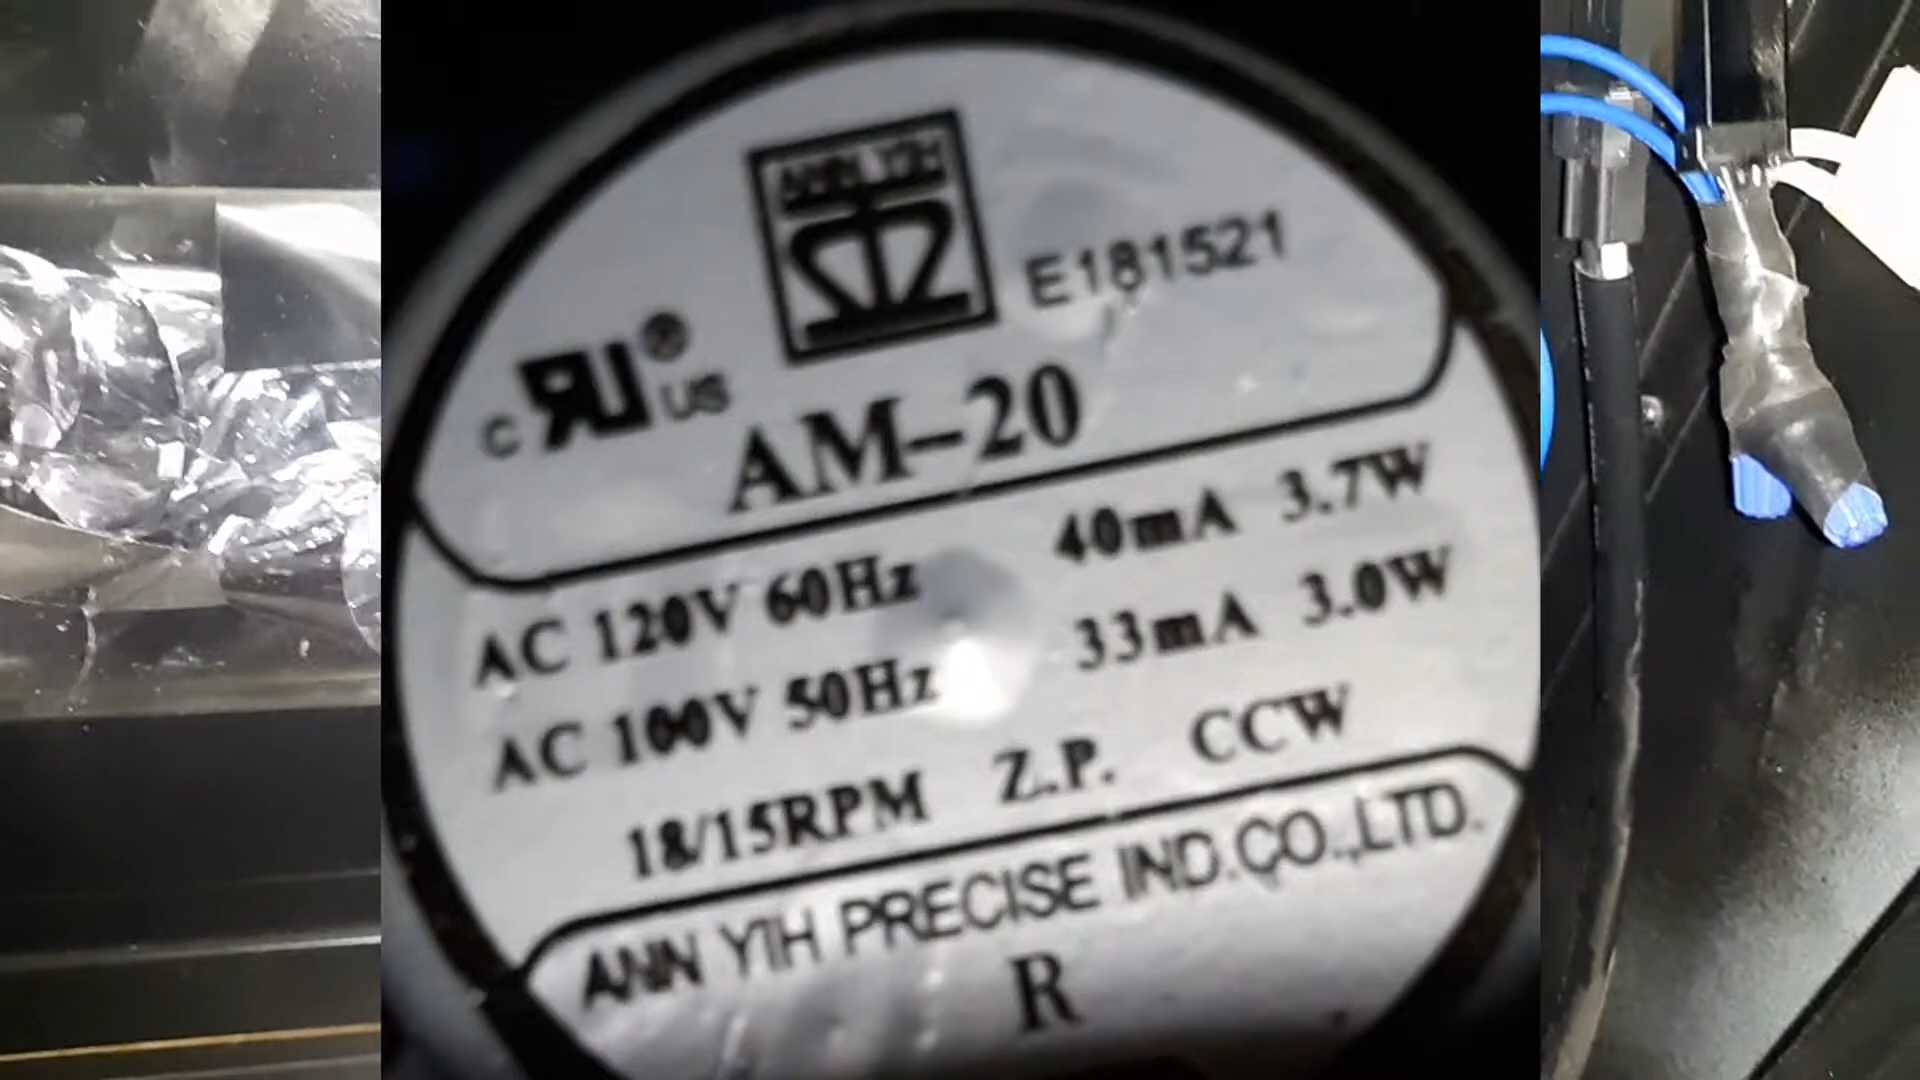 ANN YIH
E181521
c RU® US
AM-20
AC 120V 60Hz 40mA 3.7W
AC 100V 50Hz 33mA 3.0W
18/15RPM Z.P. CCW
ANN YIH PRECISE IND.CO.,LTD.
R